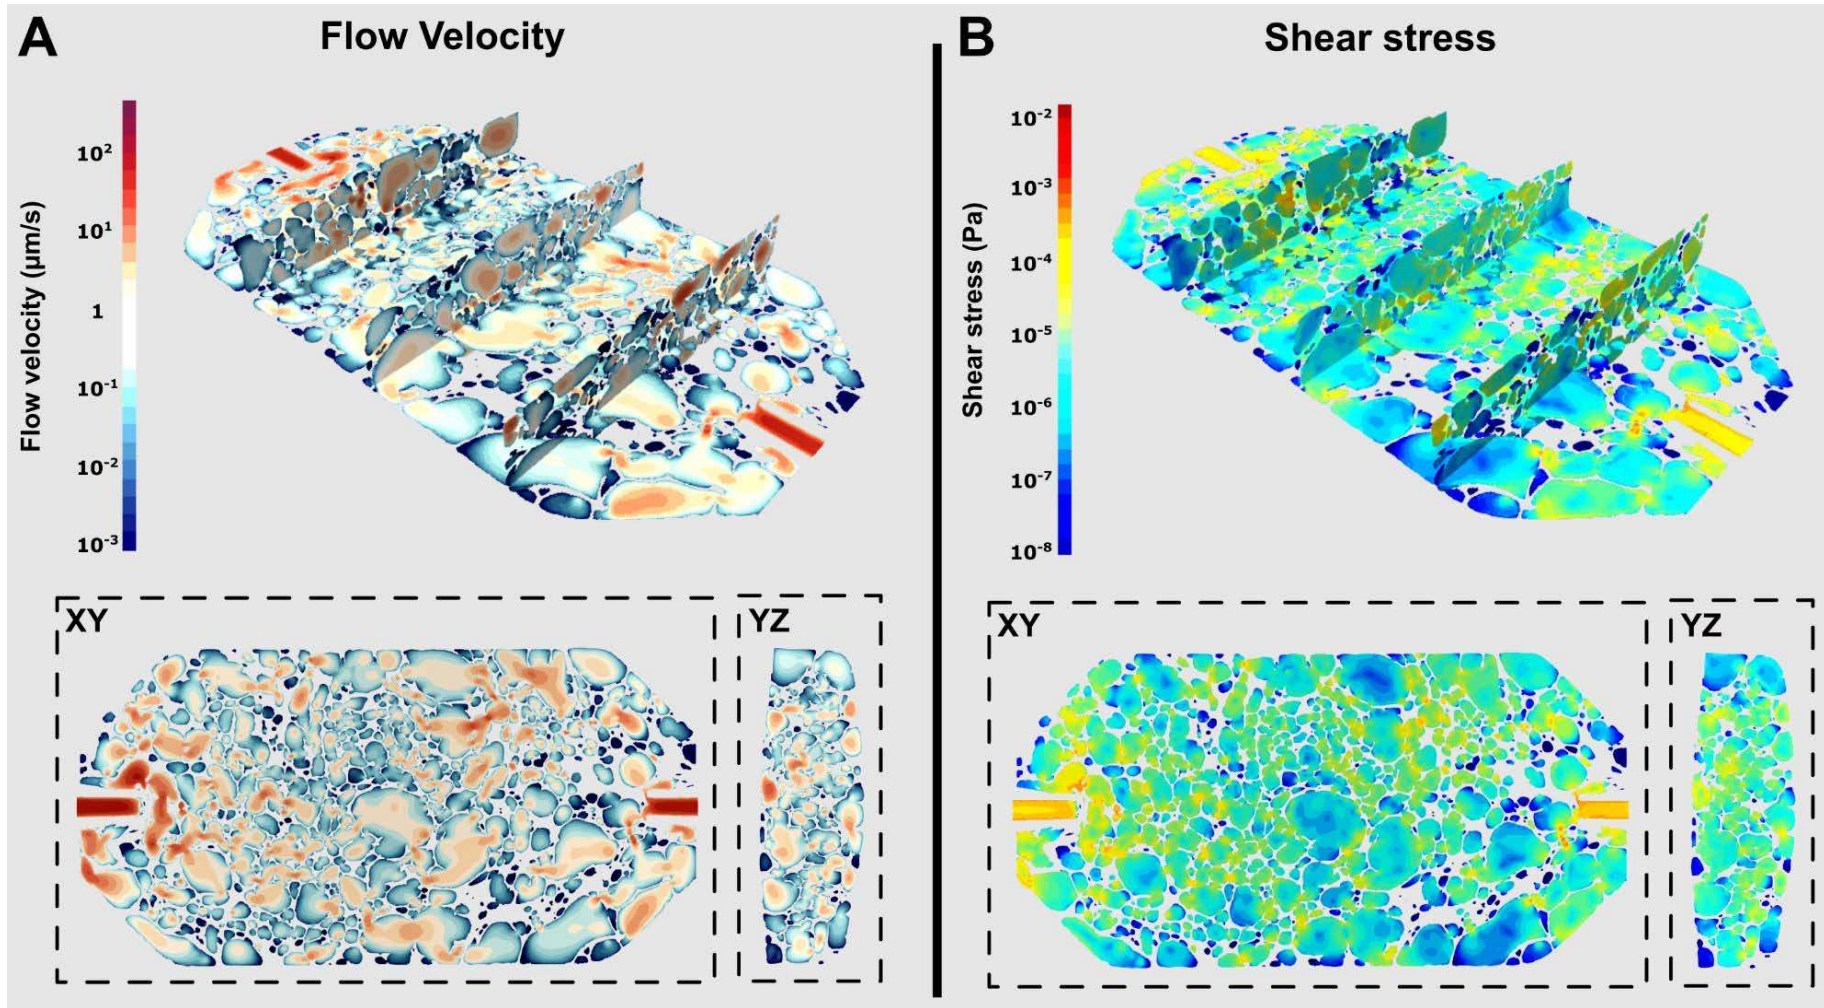 A
Flow Velocity
Flow velocity (µm/s)
10²
10¹
1
10⁻¹
10⁻²
10⁻³
XY
YZ
B
Shear stress
Shear stress (Pa)
10⁻²
10⁻³
10⁻⁴
10⁻⁵
10⁻⁶
10⁻⁷
10⁻⁸
XY
YZ